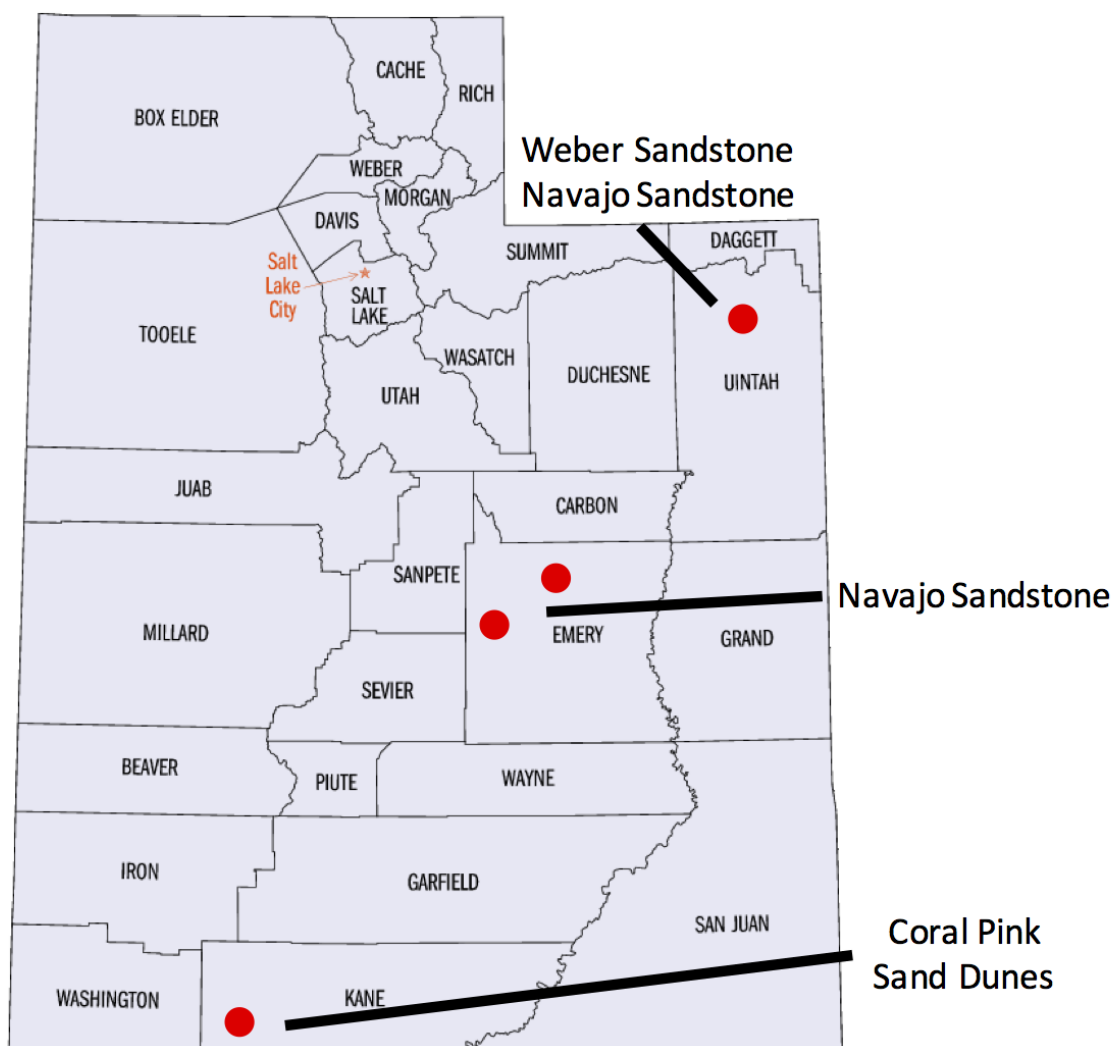 CACHE
RICH
BOX ELDER
Weber Sandstone
Navajo Sandstone
WEBER
MORGAN
DAVIS
DAGGETT
SUMMIT
Salt
Lake
City
SALT
LAKE
TOOELE
WASATCH
DUCHESNE
UINTAH
UTAH
JUAB
CARBON
SANPETE
Navajo Sandstone
MILLARD
EMERY
GRAND
SEVIER
BEAVER
PIUTE
WAYNE
IRON
GARFIELD
SAN JUAN
Coral Pink
Sand Dunes
WASHINGTON
KANE